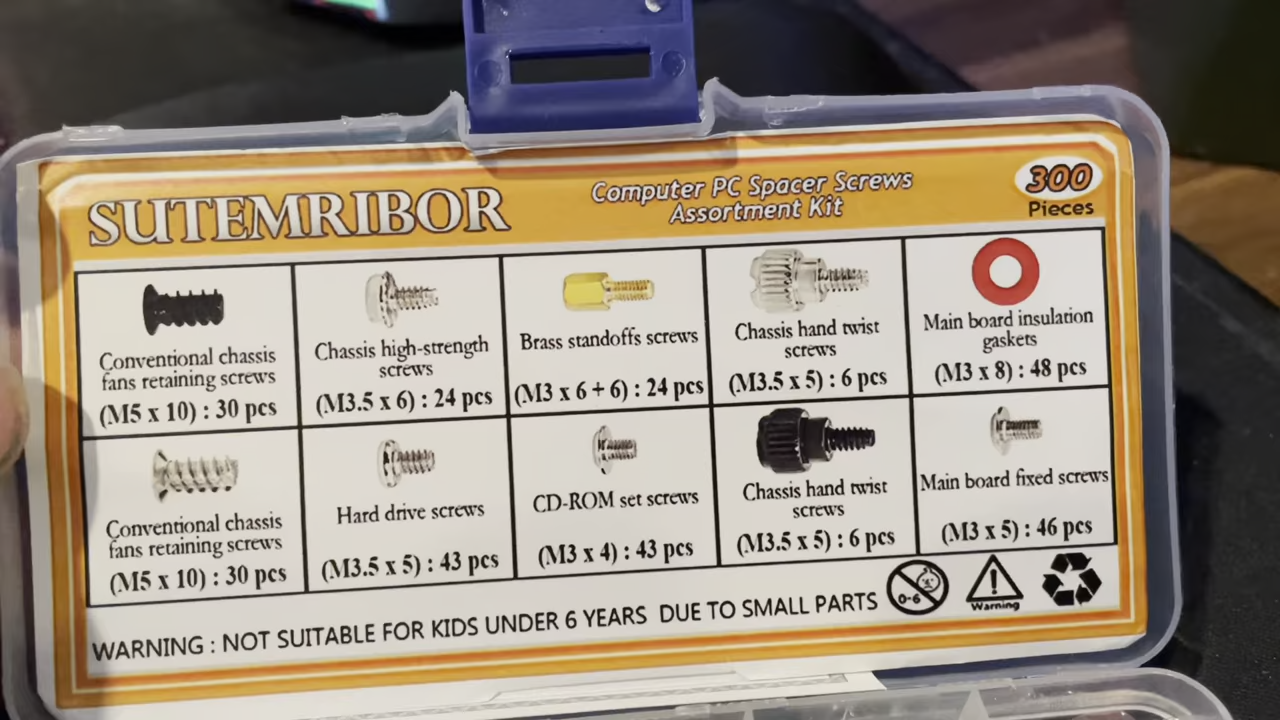 SUTEMRIBOR
Computer PC Spacer Screws
Assortment Kit
300
Pieces
Conventional chassis
fans retaining screws
(M5 x 10) : 30 pcs
Chassis high-strength
screws
(M3.5 x 6) : 24 pcs
Brass standoffs screws
(M3 x 6 + 6) : 24 pcs
Chassis hand twist
screws
(M3.5 x 5) : 6 pcs
Main board insulation
gaskets
(M3 x 8) : 48 pcs
Conventional chassis
fans retaining screws
(M5 x 10) : 30 pcs
Hard drive screws
(M3.5 x 5) : 43 pcs
CD-ROM set screws
(M3 x 4) : 43 pcs
Chassis hand twist
screws
(M3.5 x 5) : 6 pcs
Main board fixed screws
(M3 x 5) : 46 pcs
WARNING : NOT SUITABLE FOR KIDS UNDER 6 YEARS DUE TO SMALL PARTS
0-6
Warning